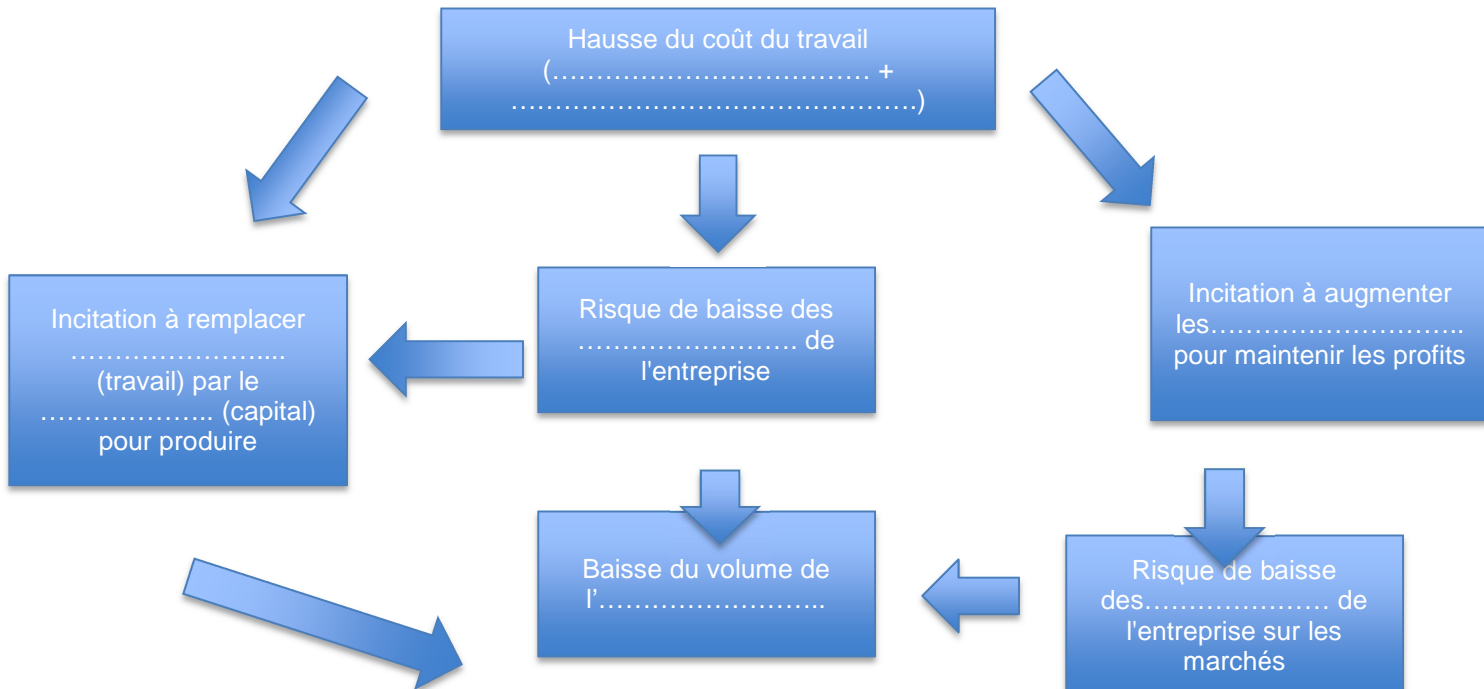 Hausse du coût du travail
(……………………………… +
……………………………………….)
Incitation à remplacer
…………………....
(travail) par le
……………….. (capital)
pour produire
Risque de baisse des
……………………. de
l'entreprise
Incitation à augmenter
les………………………..
pour maintenir les profits
Baisse du volume de
l’……………………..
Risque de baisse
des………………… de
l'entreprise sur les
marchés